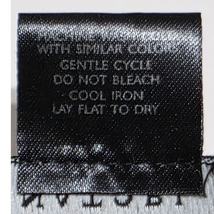 MACHINE WASH COLD
WITH SIMILAR COLORS
GENTLE CYCLE
DO NOT BLEACH
COOL IRON
LAY FLAT TO DRY